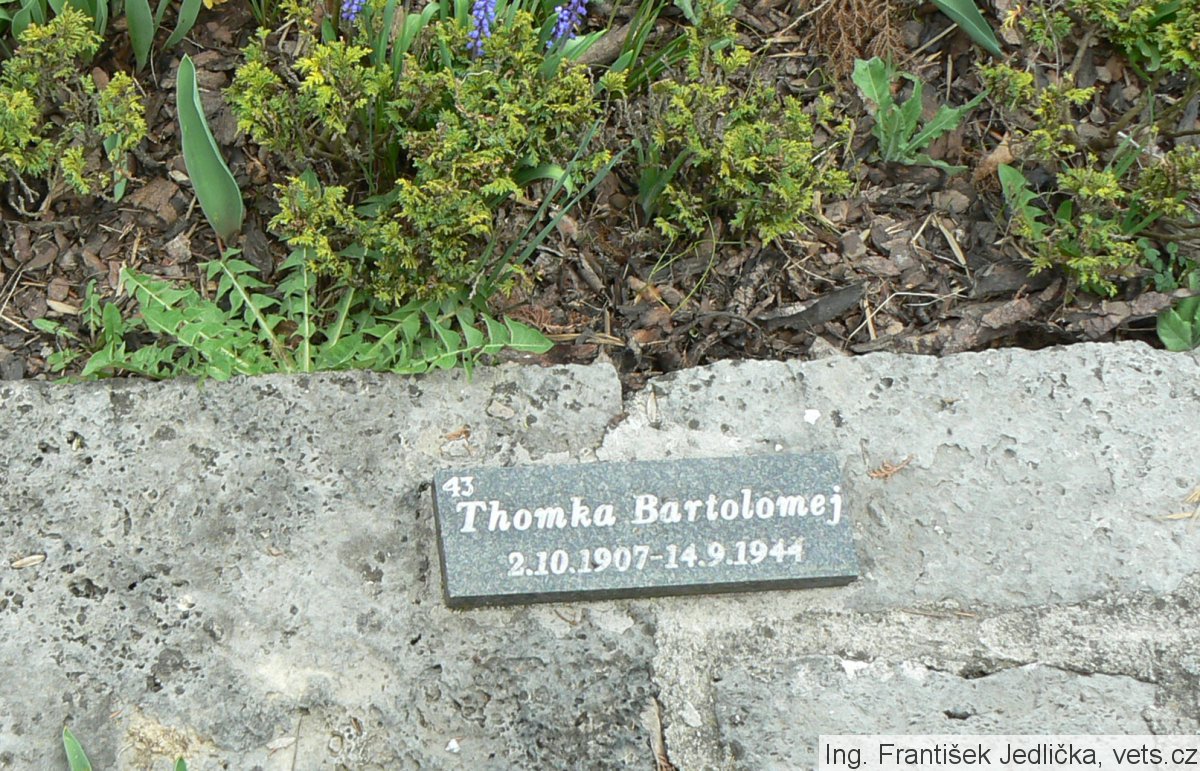 43
Thomka Bartolomej
2.10.1907-14.9.1944
Ing. František Jedlička, vets.cz